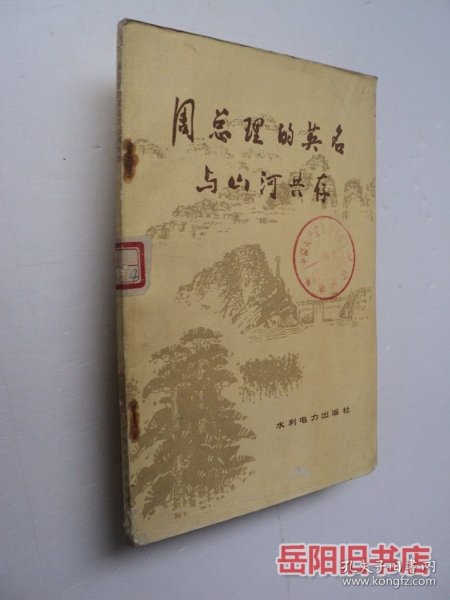 周总理的英名
与山河共存
4
水利电力出版社
岳阳旧书店
孔夫子旧书网
www.kongfz.com